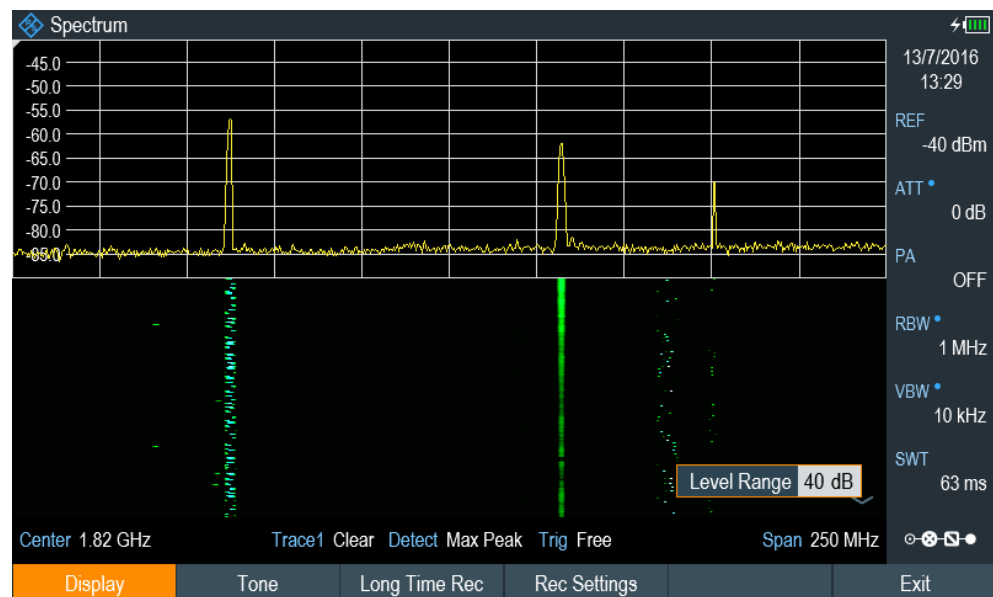 Spectrum
-45.0
-50.0
-55.0
-60.0
-65.0
-70.0
-75.0
-80.0
-85.0
13/7/2016
13:29
REF
-40 dBm
ATT
0 dB
PA
OFF
RBW
1 MHz
VBW
10 kHz
SWT
63 ms
Level Range 40 dB
Center 1.82 GHz Trace1 Clear Detect Max Peak Trig Free Span 250 MHz
Display Tone Long Time Rec Rec Settings Exit